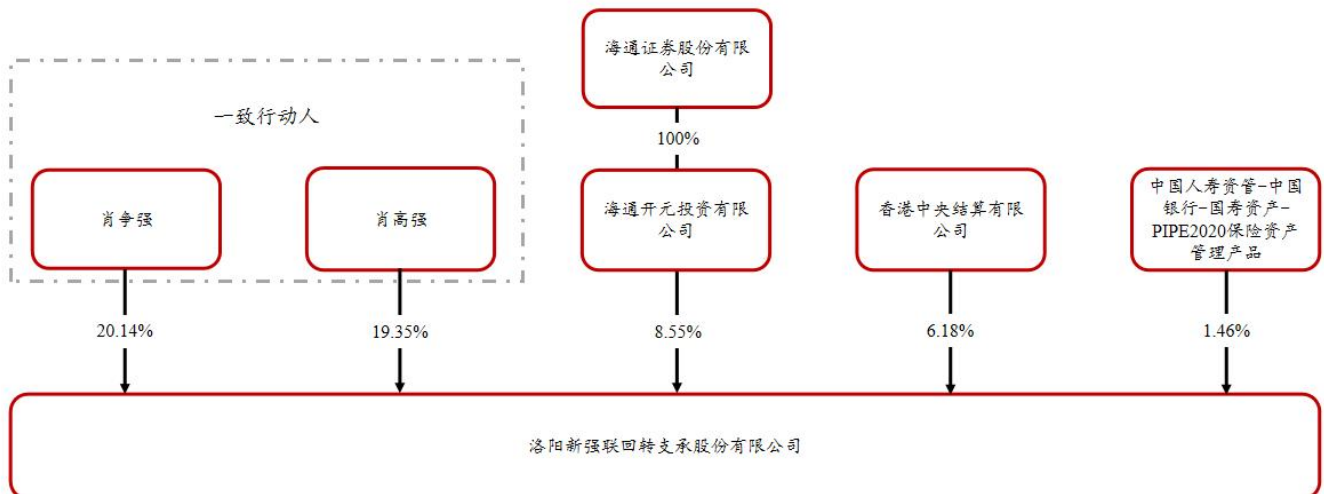 海通证券股份有限
公司
一致行动人
100%
肖争强
肖高强
海通开元投资有限
公司
香港中央结算有限
公司
中国人寿资管-中国
银行-国寿资产-
PIPE2020保险资产
管理产品
20.14%
19.35%
8.55%
6.18%
1.46%
洛阳新强联回转支承股份有限公司